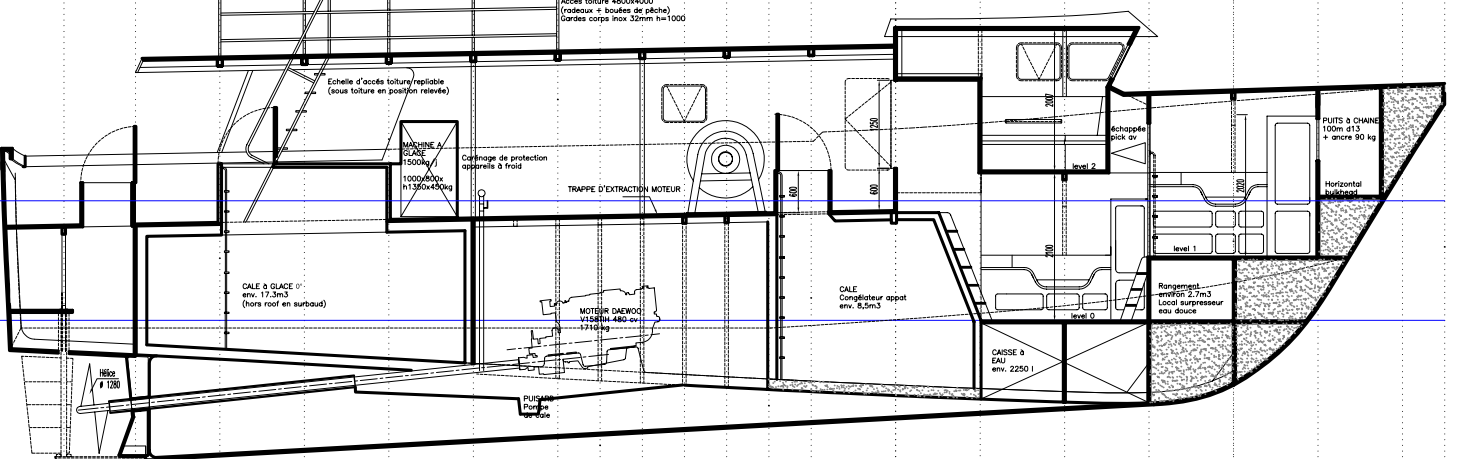 Accès toiture 4800x4000
(radeaux + bouées de pêche)
Gardes corps inox 32mm h=1000
Echelle d'accès toiture repliable
(sous toiture en position relevée)
MACHINE A
GLACE
1500kg/j
1000x800x
h1350x450kg
Carénage de protection
appareils à froid
TRAPPE D'EXTRACTION MOTEUR
600
1250
600
2007
level 2
échappée
pick av
PUITS à CHAINE
100m d13
+ ancre 90 kg
2020
Horizontal
bulkhead
level 1
2100
level 0
CALE à GLACE 0°
env. 17.3m3
(hors roof en surbaud)
MOTEUR DAEWOO
V158TIH 480 cv
1710 kg
CALE
Congélateur appat
env. 8,5m3
Rangement
environ 2.7m3
Local surpresseur
eau douce
CAISSE à
EAU
env. 2250 l
Hélice
ø 1280
PUISARD
Pompe
de cale